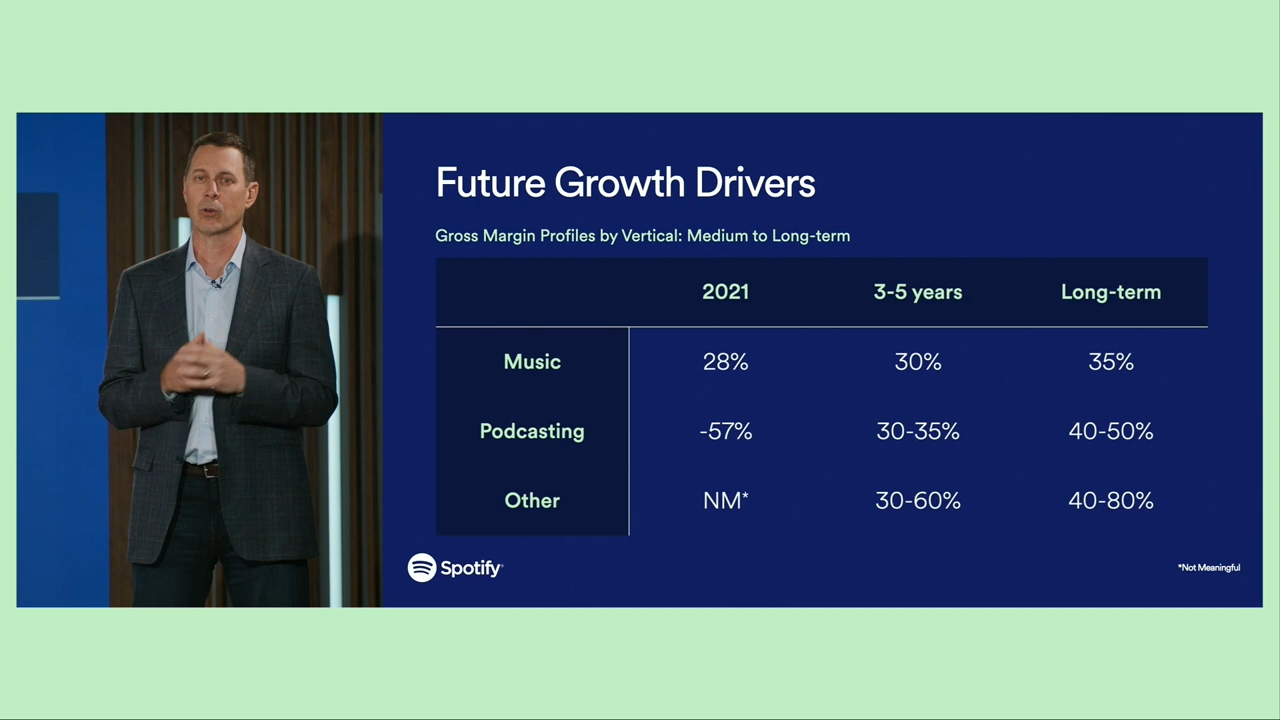 Future Growth Drivers
Gross Margin Profiles by Vertical: Medium to Long-term
2021 3-5 years Long-term
Music 28% 30% 35%
Podcasting -57% 30-35% 40-50%
Other NM* 30-60% 40-80%
Spotify
*Not Meaningful